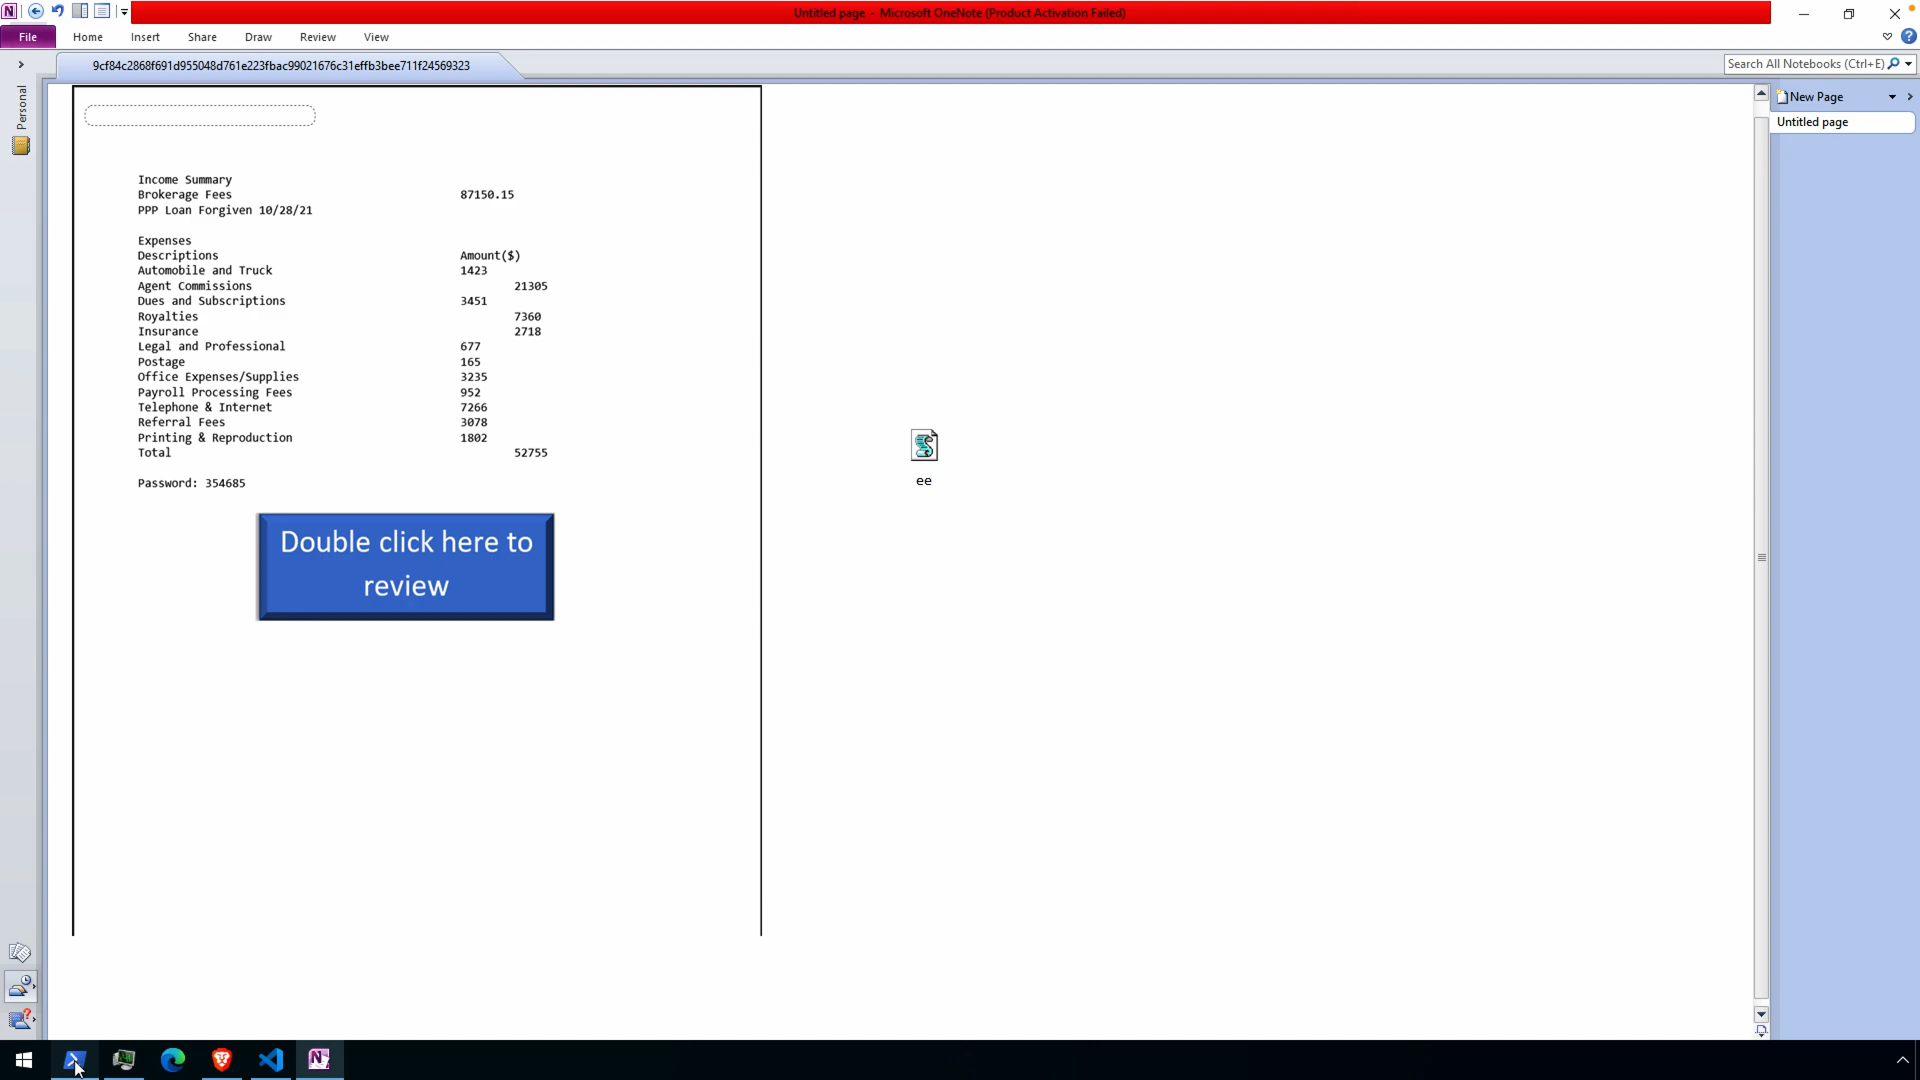 Untitled page - Microsoft OneNote (Product Activation Failed)
File Home Insert Share Draw Review View
9cf84c2868f691d955048d761e223fbac99021676c31effb3bee711f24569323
Search All Notebooks (Ctrl+E)
Personal
New Page
Untitled page
Income Summary
Brokerage Fees 87150.15
PPP Loan Forgiven 10/28/21
Expenses
Descriptions Amount($)
Automobile and Truck 1423
Agent Commissions 21305
Dues and Subscriptions 3451
Royalties 7360
Insurance 2718
Legal and Professional 677
Postage 165
Office Expenses/Supplies 3235
Payroll Processing Fees 952
Telephone & Internet 7266
Referral Fees 3078
Printing & Reproduction 1802
Total 52755
Password: 354685
Double click here to
review
ee